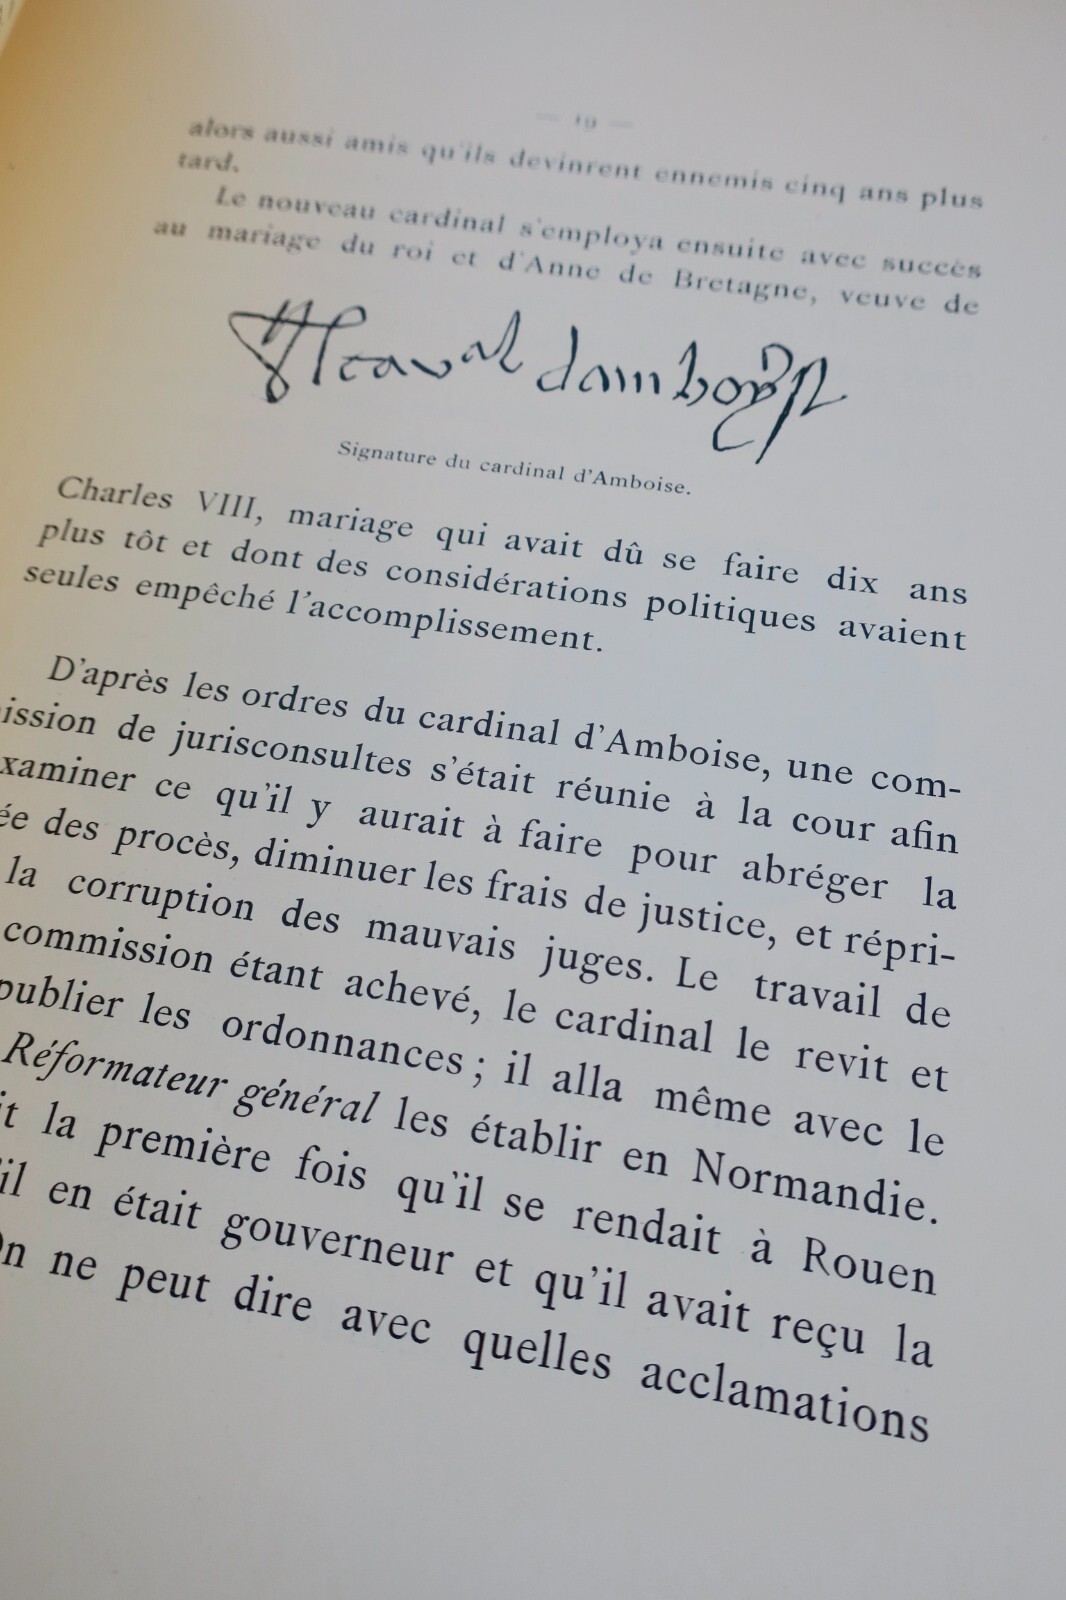 — 19 —
alors aussi amis qu'ils devinrent ennemis cinq ans plus
tard.
Le nouveau cardinal s'employa ensuite avec succès
au mariage du roi et d'Anne de Bretagne, veuve de
Signature du cardinal d'Amboise.
Charles VIII, mariage qui avait dû se faire dix ans
plus tôt et dont des considérations politiques avaient
seules empêché l'accomplissement.
D'après les ordres du cardinal d'Amboise, une com-
ission de jurisconsultes s'était réunie à la cour afin
xaminer ce qu'il y aurait à faire pour abréger la
ée des procès, diminuer les frais de justice, et répri-
la corruption des mauvais juges. Le travail de
commission étant achevé, le cardinal le revit et
publier les ordonnances ; il alla même avec le
Réformateur général les établir en Normandie.
it la première fois qu'il se rendait à Rouen
'il en était gouverneur et qu'il avait reçu la
On ne peut dire avec quelles acclamations